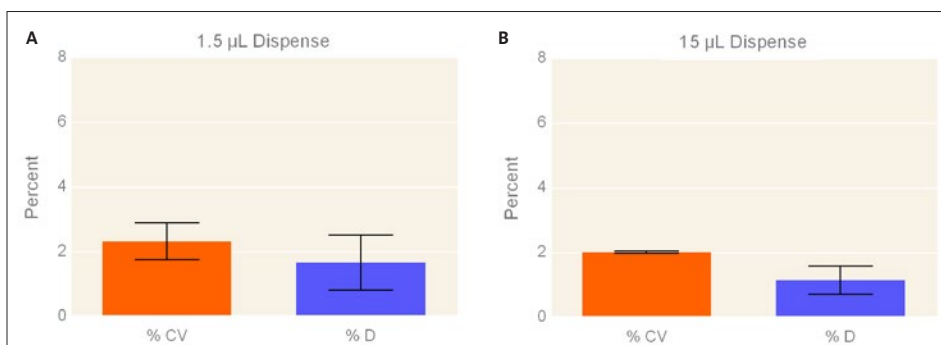 A
1.5 µL Dispense
8
6
4
2
0
Percent
% CV
% D
B
15 µL Dispense
8
6
4
2
0
Percent
% CV
% D